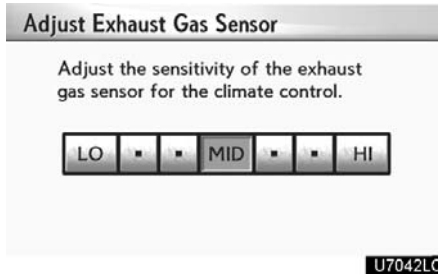 Adjust Exhaust Gas Sensor
Adjust the sensitivity of the exhaust
gas sensor for the climate control.
LO ▪ ▪ MID ▪ ▪ HI
U7042LC